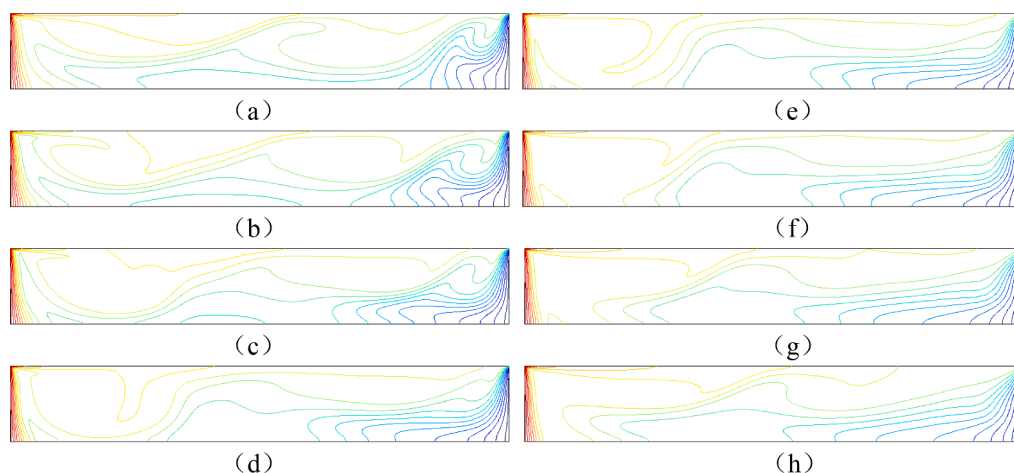 （a）
（e）
（b）
（f）
（c）
（g）
（d）
（h）